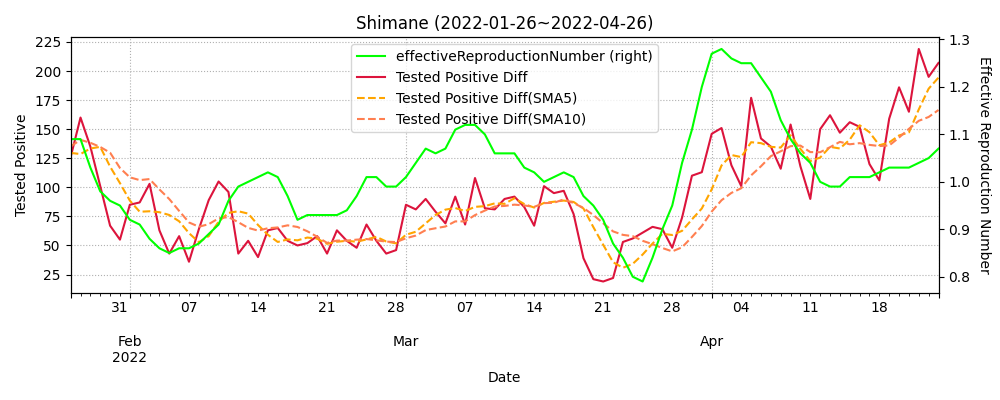 Shimane (2022-01-26~2022-04-26)
effectiveReproductionNumber (right)
Tested Positive Diff
Tested Positive Diff(SMA5)
Tested Positive Diff(SMA10)
Tested Positive
225
200
175
150
125
100
75
50
25
1.3
1.2
1.1
1.0
0.9
0.8
Effective Reproduction Number
31 07 14 21 28 07 14 21 28 04 11 18
Feb Mar Apr
2022
Date